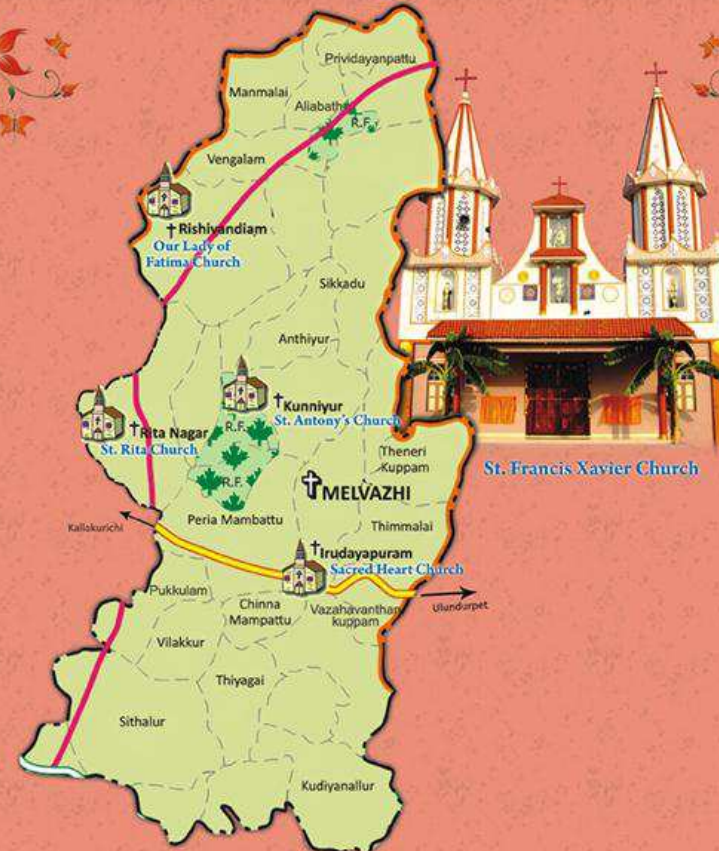 Prividayanpattu
Manmalai
Aliabath
R.F.
Vengalam
Rishivandiam
Our Lady of
Fatima Church
Sikkadu
Anthiyur
Kunniyur
St. Antony's Church
Rita Nagar
St. Rita Church
R.F.
Theneri
Kuppam
St. Francis Xavier Church
R.F.
MELVAZHI
Peria Mambattu
Thimmalai
Kallakurichi
Irudayapuram
Sacred Heart Church
Pukkulam
Chinna
Mampattu
Vazahavanthan
kuppam
Ulundurpet
Vilakkur
Thiyagai
Sithalur
Kudiyanallur